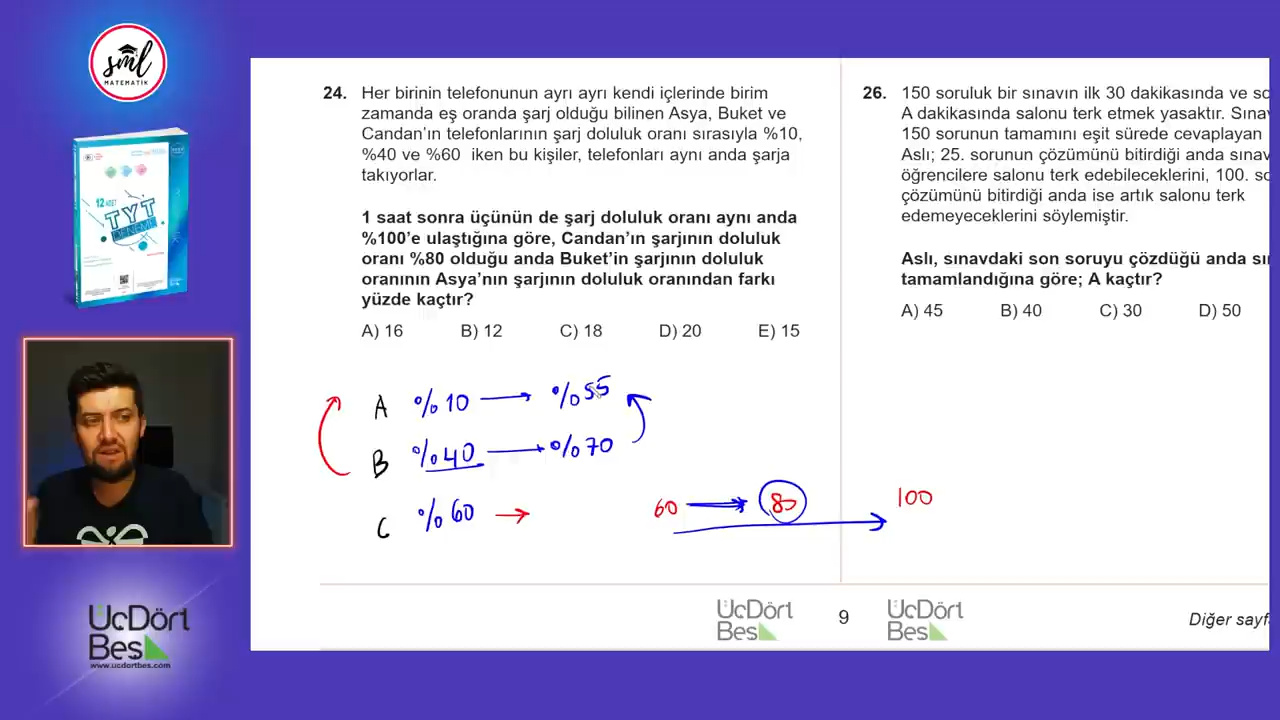 sml
MATEMATİK
12 ADET
TYT
DENEME
ÜçDört
Beş
www.ucdortbes.com
24. Her birinin telefonunun ayrı ayrı kendi içlerinde birim
zamanda eş oranda şarj olduğu bilinen Asya, Buket ve
Candan'ın telefonlarının şarj doluluk oranı sırasıyla %10,
%40 ve %60 iken bu kişiler, telefonları aynı anda şarja
takıyorlar.
1 saat sonra üçünün de şarj doluluk oranı aynı anda
%100'e ulaştığına göre, Candan'ın şarjının doluluk
oranı %80 olduğu anda Buket'in şarjının doluluk
oranının Asya'nın şarjının doluluk oranından farkı
yüzde kaçtır?
A) 16 B) 12 C) 18 D) 20 E) 15
A %10 → %55
B %40 → %70
C %60 →
60 → 80 100
26. 150 soruluk bir sınavın ilk 30 dakikasında ve so
A dakikasında salonu terk etmek yasaktır. Sınav
150 sorunun tamamını eşit sürede cevaplayan
Aslı; 25. sorunun çözümünü bitirdiği anda sınav
öğrencilere salonu terk edebileceklerini, 100. so
çözümünü bitirdiği anda ise artık salonu terk
edemeyeceklerini söylemiştir.
Aslı, sınavdaki son soruyu çözdüğü anda sı
tamamlandığına göre; A kaçtır?
A) 45 B) 40 C) 30 D) 50
ÜçDört
Beş
9
ÜçDört
Beş
Diğer sayf